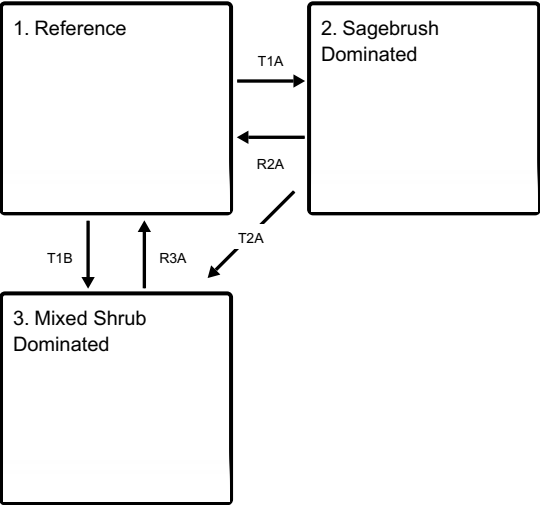 1. Reference
2. Sagebrush
Dominated
T1A
R2A
T2A
T1B
R3A
3. Mixed Shrub
Dominated